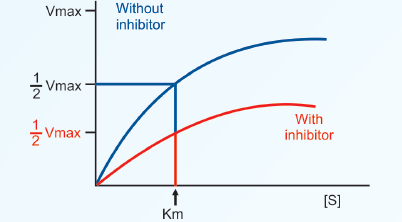 Vmax
Without
inhibitor
1/2 Vmax
1/2 Vmax
With
inhibitor
[S]
Km